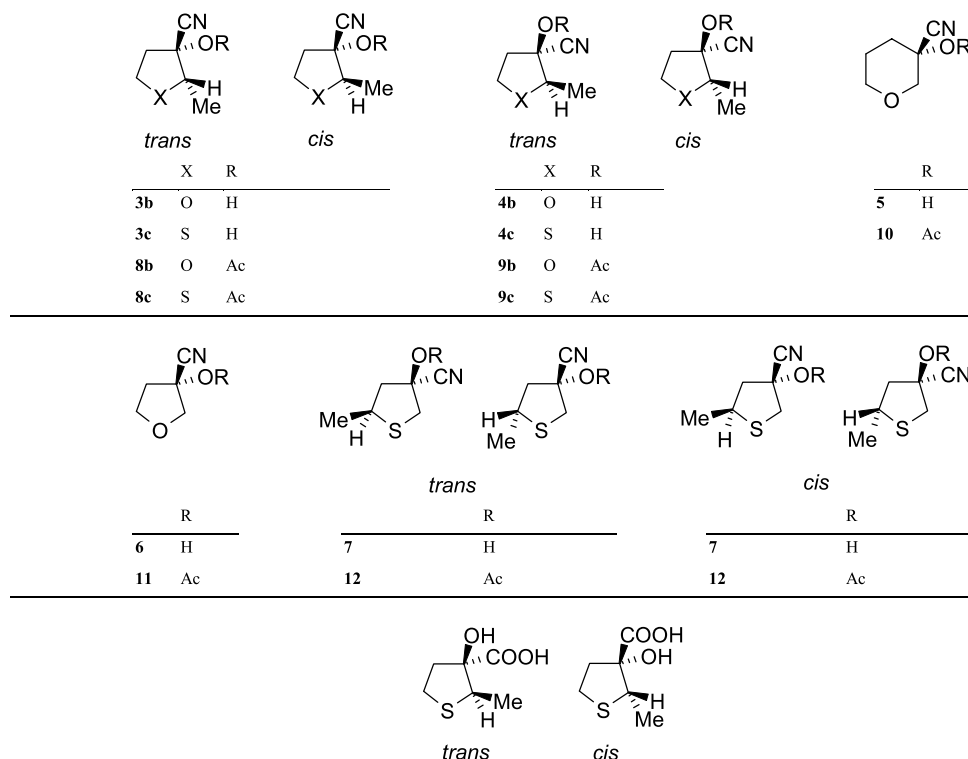 CN OR X H Me
CN OR X Me H
OR CN X Me H
OR CN X H Me
CN OR O
trans cis trans cis
X R X R R
3b O H 4b O H 5 H
3c S H 4c S H 10 Ac
8b O Ac 9b O Ac
8c S Ac 9c S Ac
CN OR O
OR CN Me H S
CN OR H Me S
CN OR Me H S
OR CN H Me S
trans cis
R R R
6 H 7 H 7 H
11 Ac 12 Ac 12 Ac
OH COOH S Me H
COOH OH S H Me
trans cis